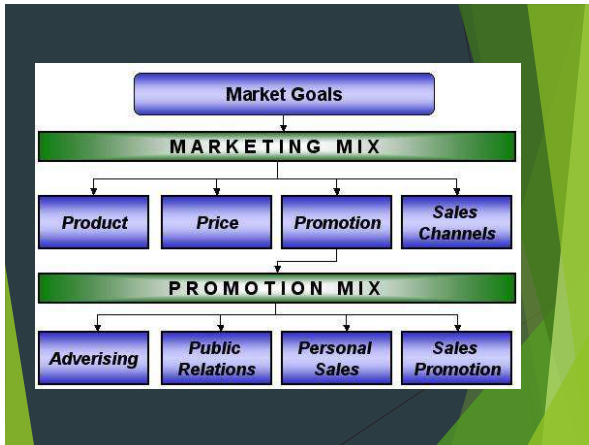 Market Goals
MARKETING MIX
Product
Price
Promotion
Sales
Channels
PROMOTION MIX
Adverising
Public
Relations
Personal
Sales
Sales
Promotion